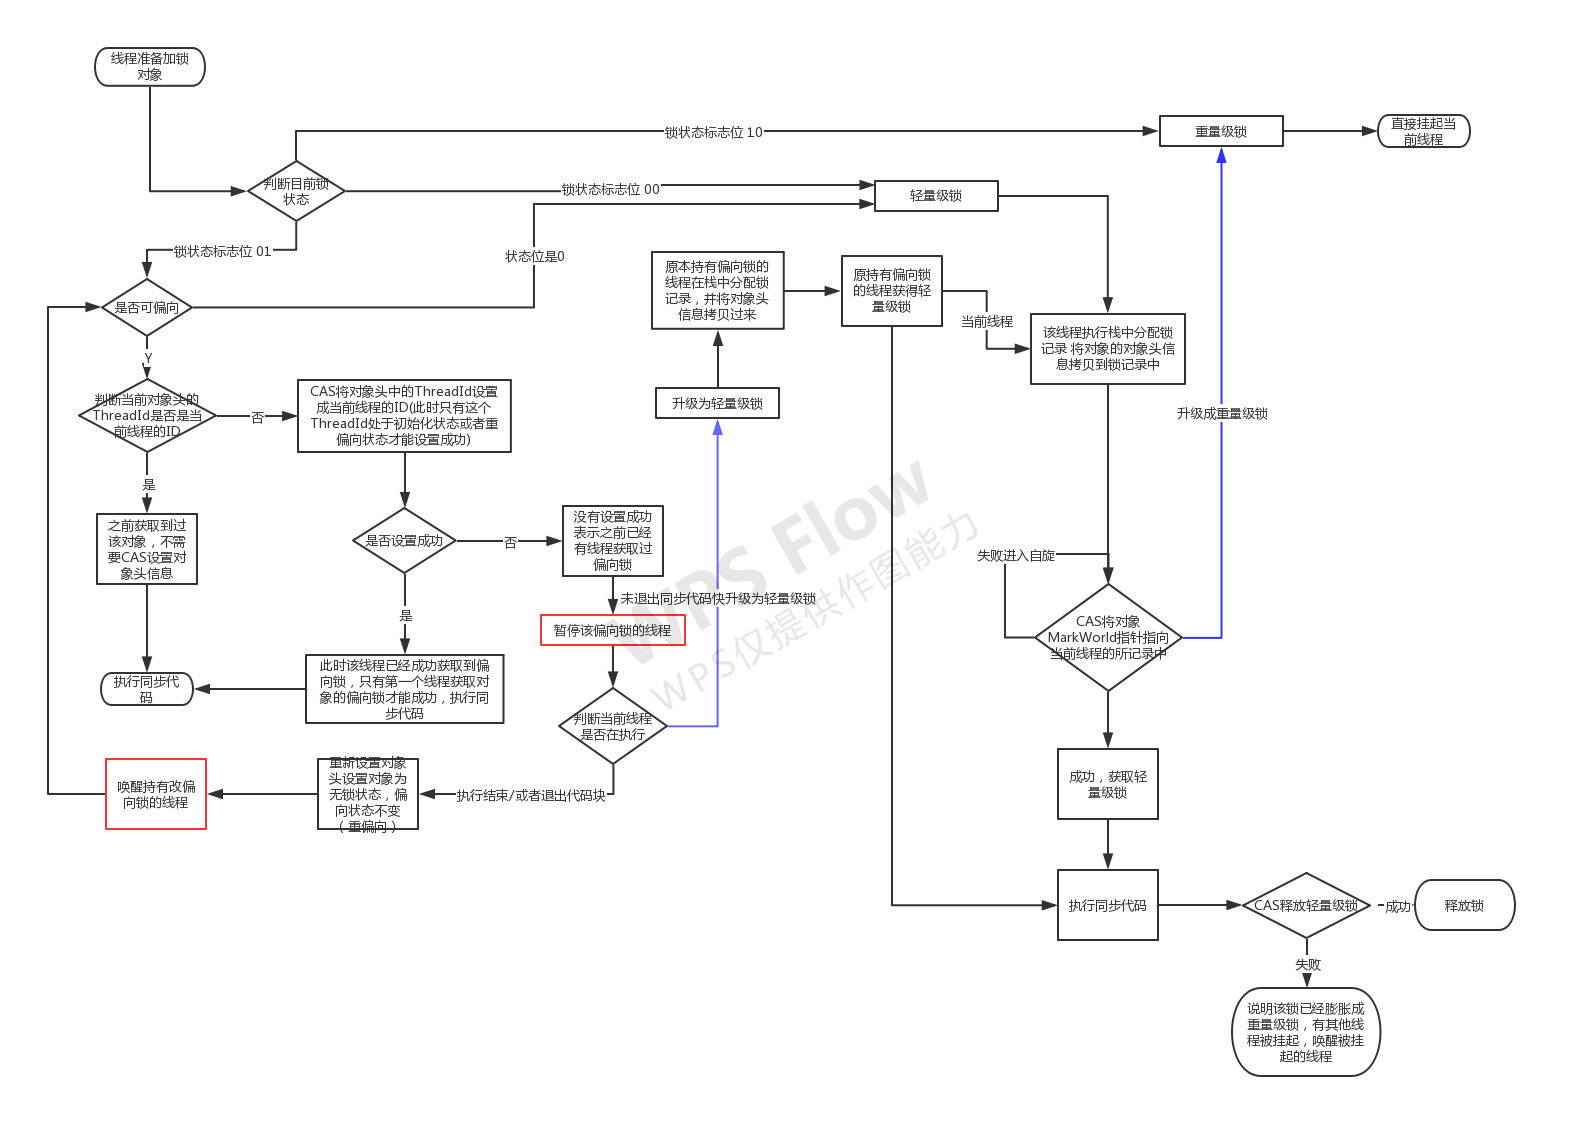 线程准备加锁
对象
锁状态标志位 10
重量级锁
直接挂起当
前线程
判断目前锁
状态
锁状态标志位 00
轻量级锁
锁状态标志位 01
状态位是0
是否可偏向
原本持有偏向锁的
线程在栈中分配锁
记录，并将对象头
信息拷贝过来
原持有偏向锁
的线程获得轻
量级锁
当前线程
该线程执行栈中分配锁
记录 将对象的对象头信
息拷贝到锁记录中
Y
判断当前对象头的
ThreadId是否是当
前线程的ID
否
CAS将对象头中的ThreadId设置
成当前线程的ID(此时只有这个
ThreadId处于初始化状态或者重
偏向状态才能设置成功)
升级为轻量级锁
升级成重量级锁
是
之前获取到过
该对象，不需
要CAS设置对
象头信息
是否设置成功
否
没有设置成功
表示之前已经
有线程获取过
偏向锁
失败进入自旋
未退出同步代码快升级为轻量级锁
是
暂停该偏向锁的线程
CAS将对象
MarkWorld指针指向
当前线程的所记录中
执行同步代
码
此时该线程已经成功获取到偏
向锁，只有第一个线程获取对
象的偏向锁才能成功，执行同
步代码
判断当前线程
是否在执行
唤醒持有改偏
向锁的线程
重新设置对象
头设置对象为
无锁状态，偏
向状态不变
（重偏向）
执行结束/或者退出代码块
成功，获取轻
量级锁
执行同步代码
CAS释放轻量级锁
成功
释放锁
失败
说明该锁已经膨胀成
重量级锁，有其他线
程被挂起，唤醒被挂
起的线程
WPS Flow
WPS仅提供作图能力